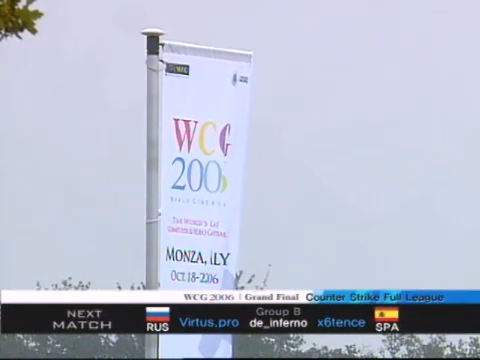 WCG
2006
MONZA, ITALY
OCT. 18-2006
WCG 2006 | Grand Final Counter Strike Full League
NEXT MATCH
RUS
Virtus.pro
Group B
de_inferno
x6tence
SPA